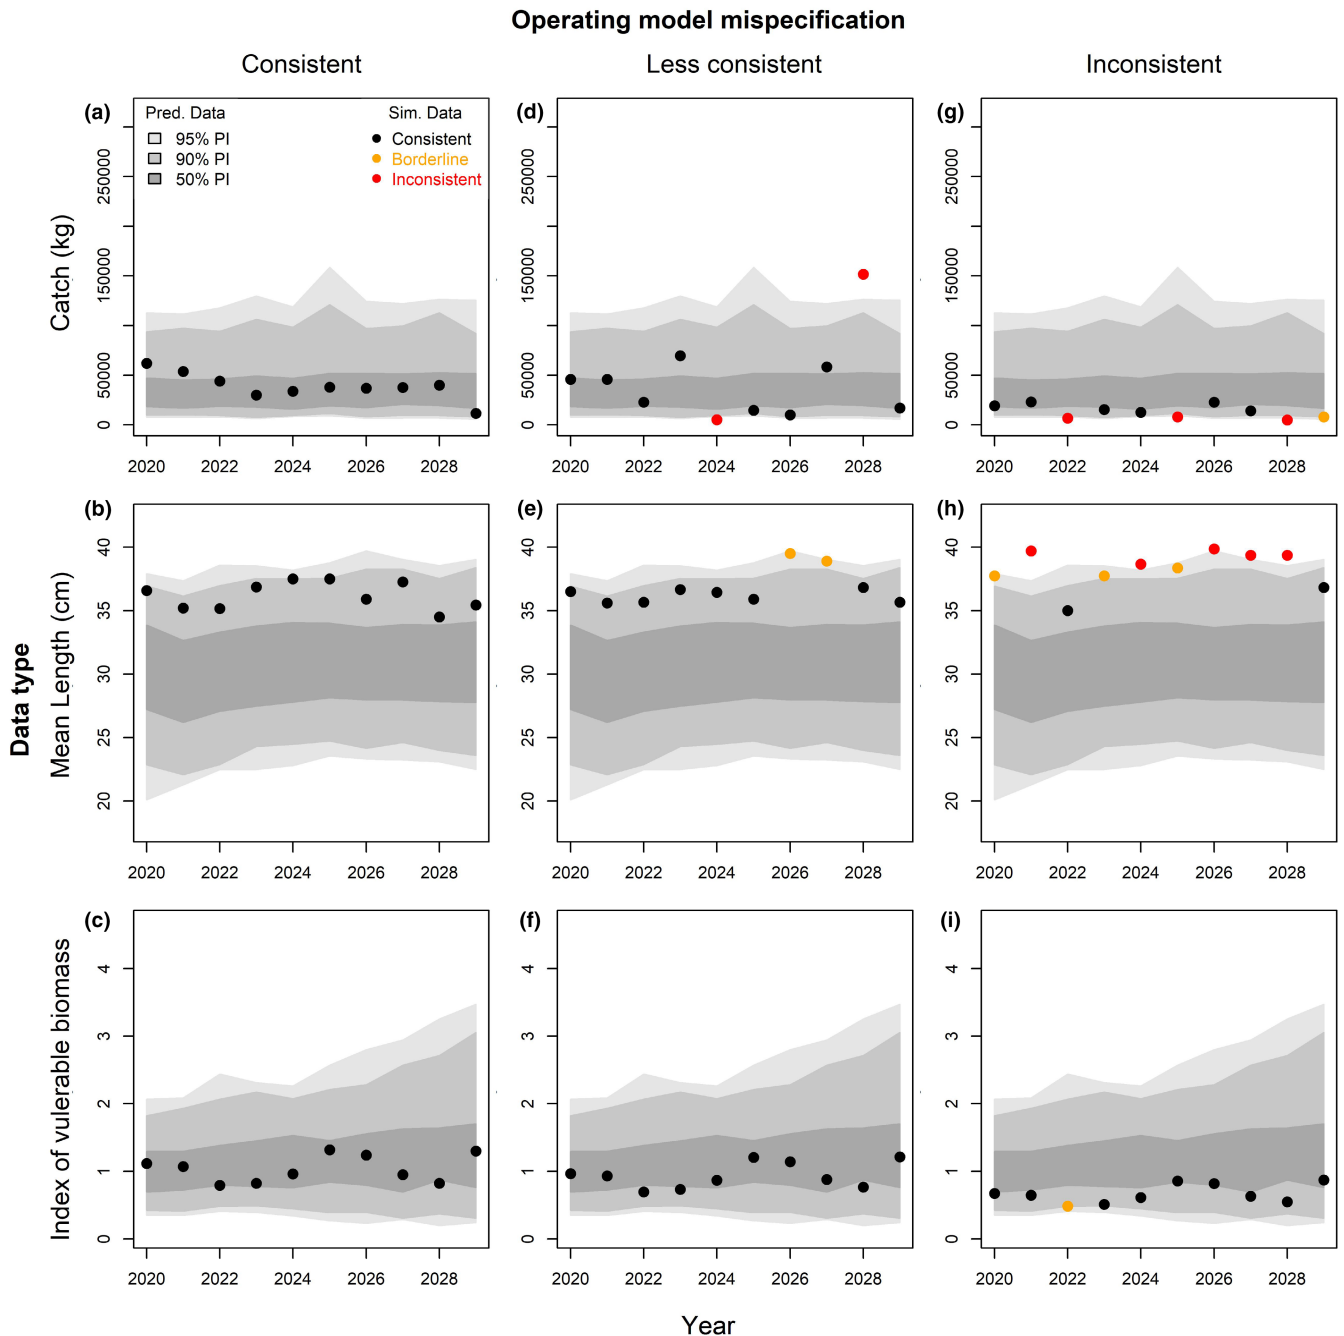 Operating model mispecification
Consistent
Less consistent
Inconsistent
(a)
Pred. Data
95% PI
90% PI
50% PI
Sim. Data
Consistent
Borderline
Inconsistent
Catch (kg)
0
50000
150000
250000
2020 2022 2024 2026 2028
(d)
0
50000
150000
250000
2020 2022 2024 2026 2028
(g)
0
50000
150000
250000
2020 2022 2024 2026 2028
Data type
(b)
Mean Length (cm)
20
25
30
35
40
2020 2022 2024 2026 2028
(e)
20
25
30
35
40
2020 2022 2024 2026 2028
(h)
20
25
30
35
40
2020 2022 2024 2026 2028
(c)
Index of vulerable biomass
0
1
2
3
4
2020 2022 2024 2026 2028
(f)
0
1
2
3
4
2020 2022 2024 2026 2028
(i)
0
1
2
3
4
2020 2022 2024 2026 2028
Year